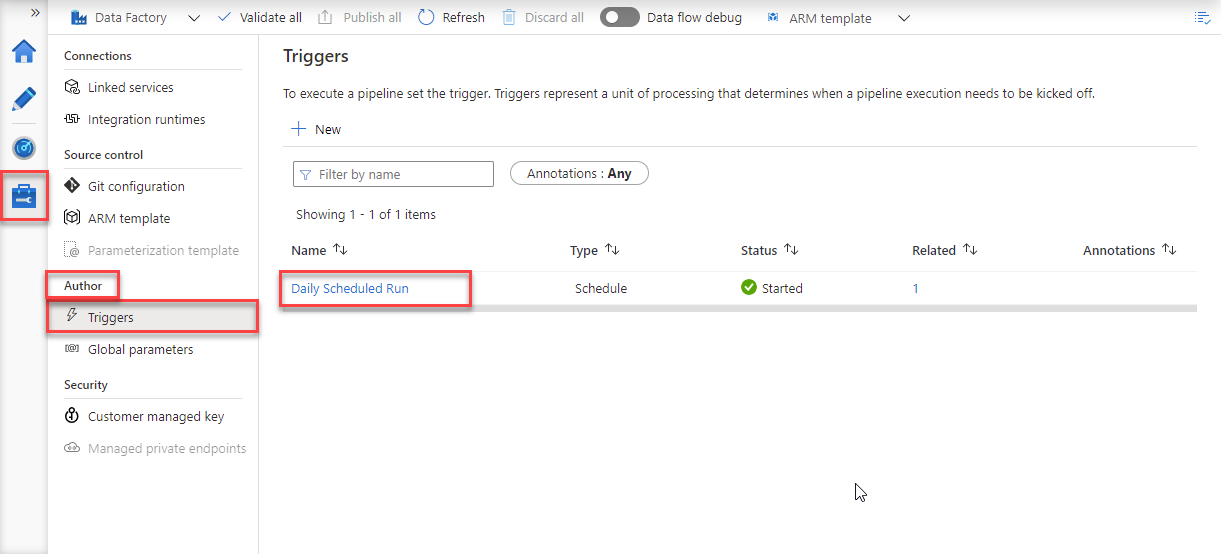 » Data Factory Validate all Publish all Refresh Discard all Data flow debug ARM template
Connections
Linked services
Integration runtimes
Source control
Git configuration
ARM template
Parameterization template
Author
Triggers
Global parameters
Security
Customer managed key
Managed private endpoints
Triggers
To execute a pipeline set the trigger. Triggers represent a unit of processing that determines when a pipeline execution needs to be kicked off.
New
Filter by name Annotations : Any
Showing 1 - 1 of 1 items
Name Type Status Related Annotations
Daily Scheduled Run Schedule Started 1